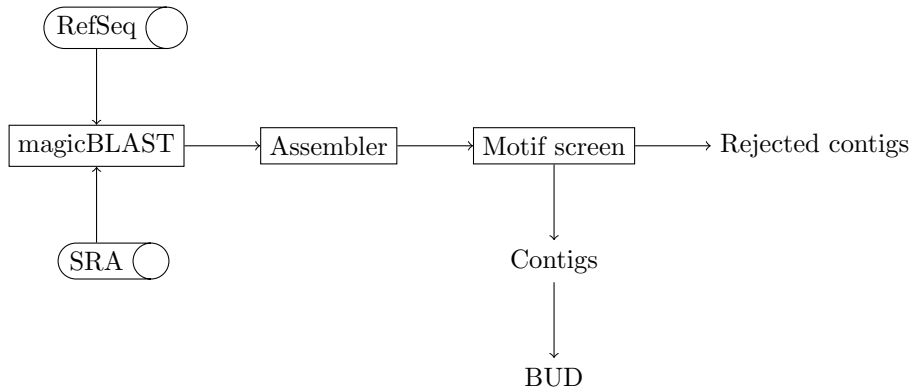 RefSeq
magicBLAST
Assembler
Motif screen
Rejected contigs
SRA
Contigs
BUD